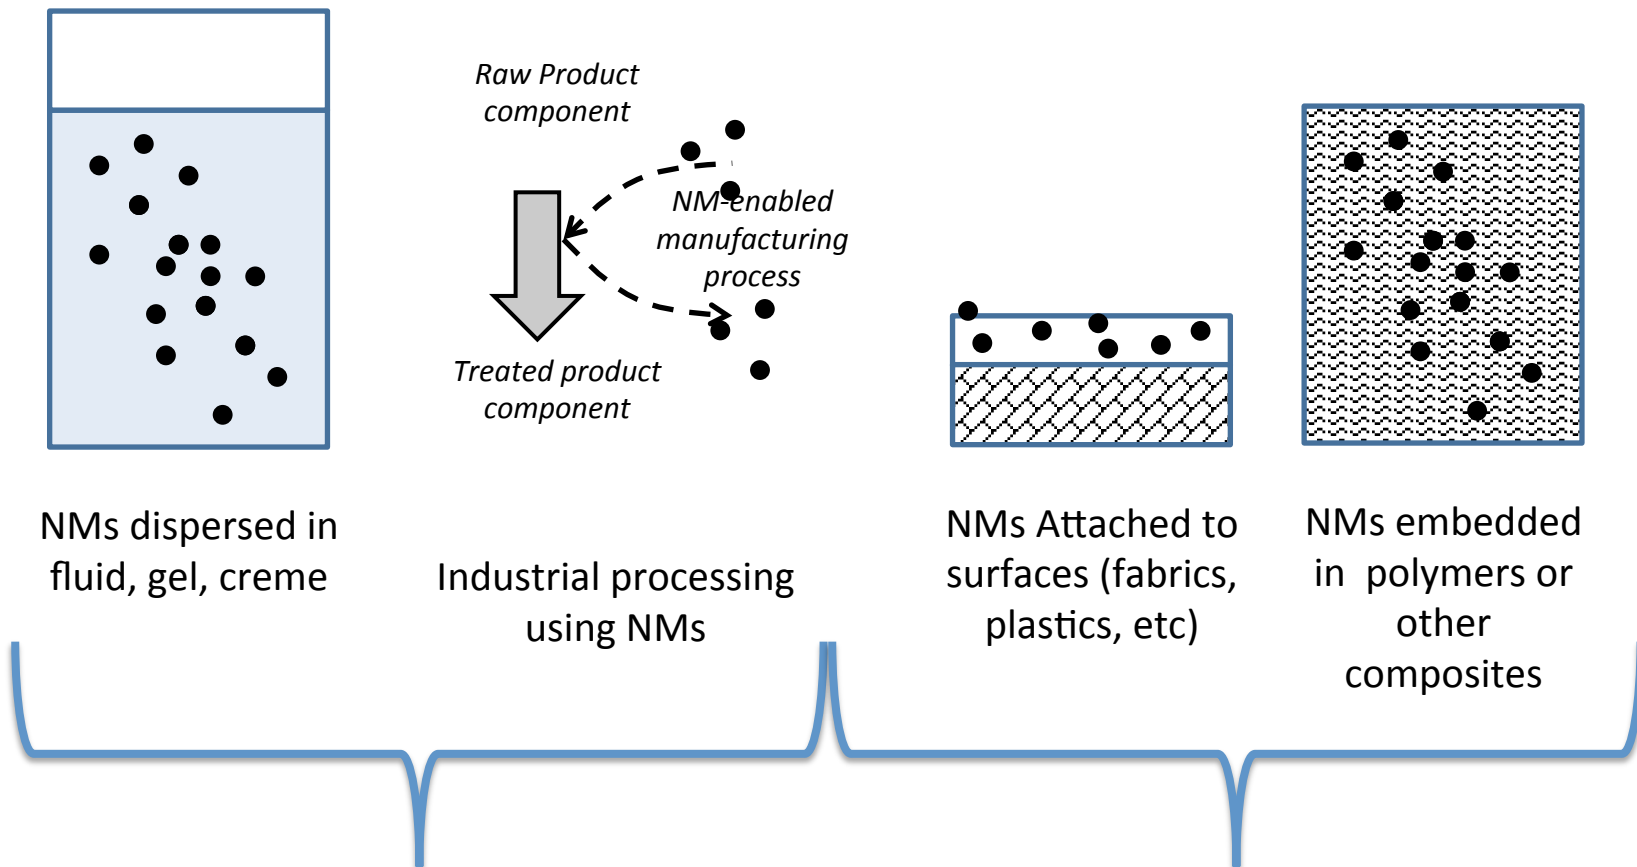 Raw Product
component
NM-enabled
manufacturing
process
Treated product
component
NMs dispersed in
fluid, gel, creme
Industrial processing
using NMs
NMs Attached to
surfaces (fabrics,
plastics, etc)
NMs embedded
in polymers or
other
composites